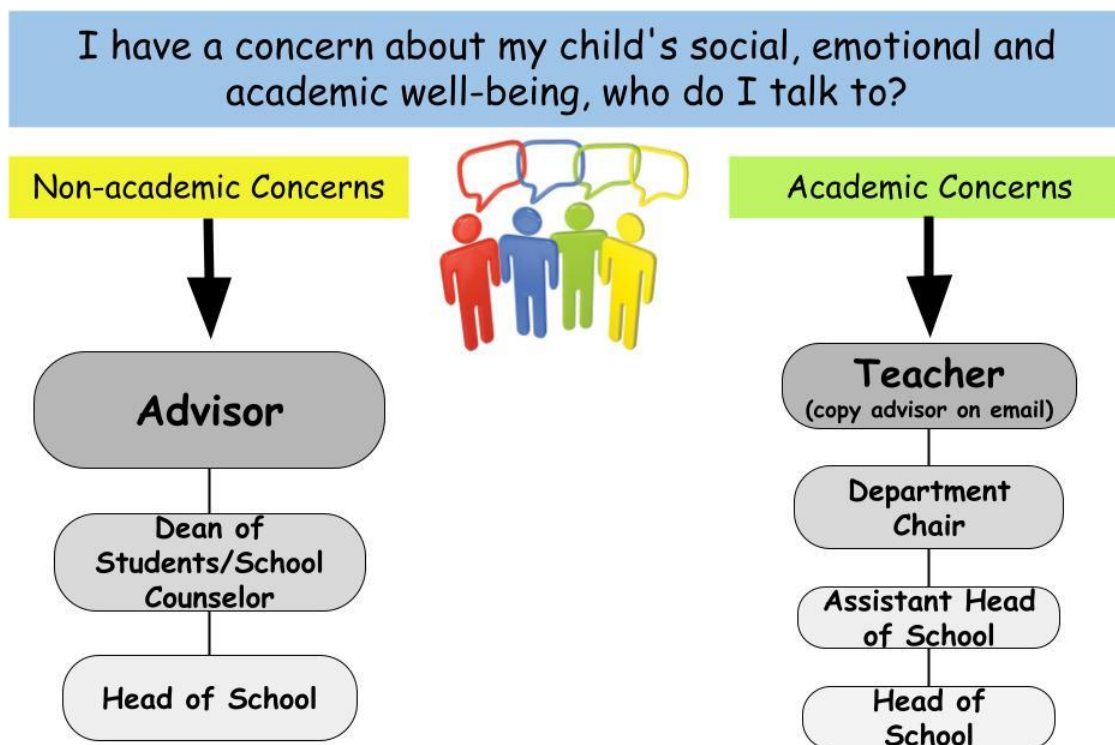 I have a concern about my child's social, emotional and
academic well-being, who do I talk to?
Non-academic Concerns
Advisor
Dean of
Students/School
Counselor
Head of School
Academic Concerns
Teacher
(copy advisor on email)
Department
Chair
Assistant Head
of School
Head of
School